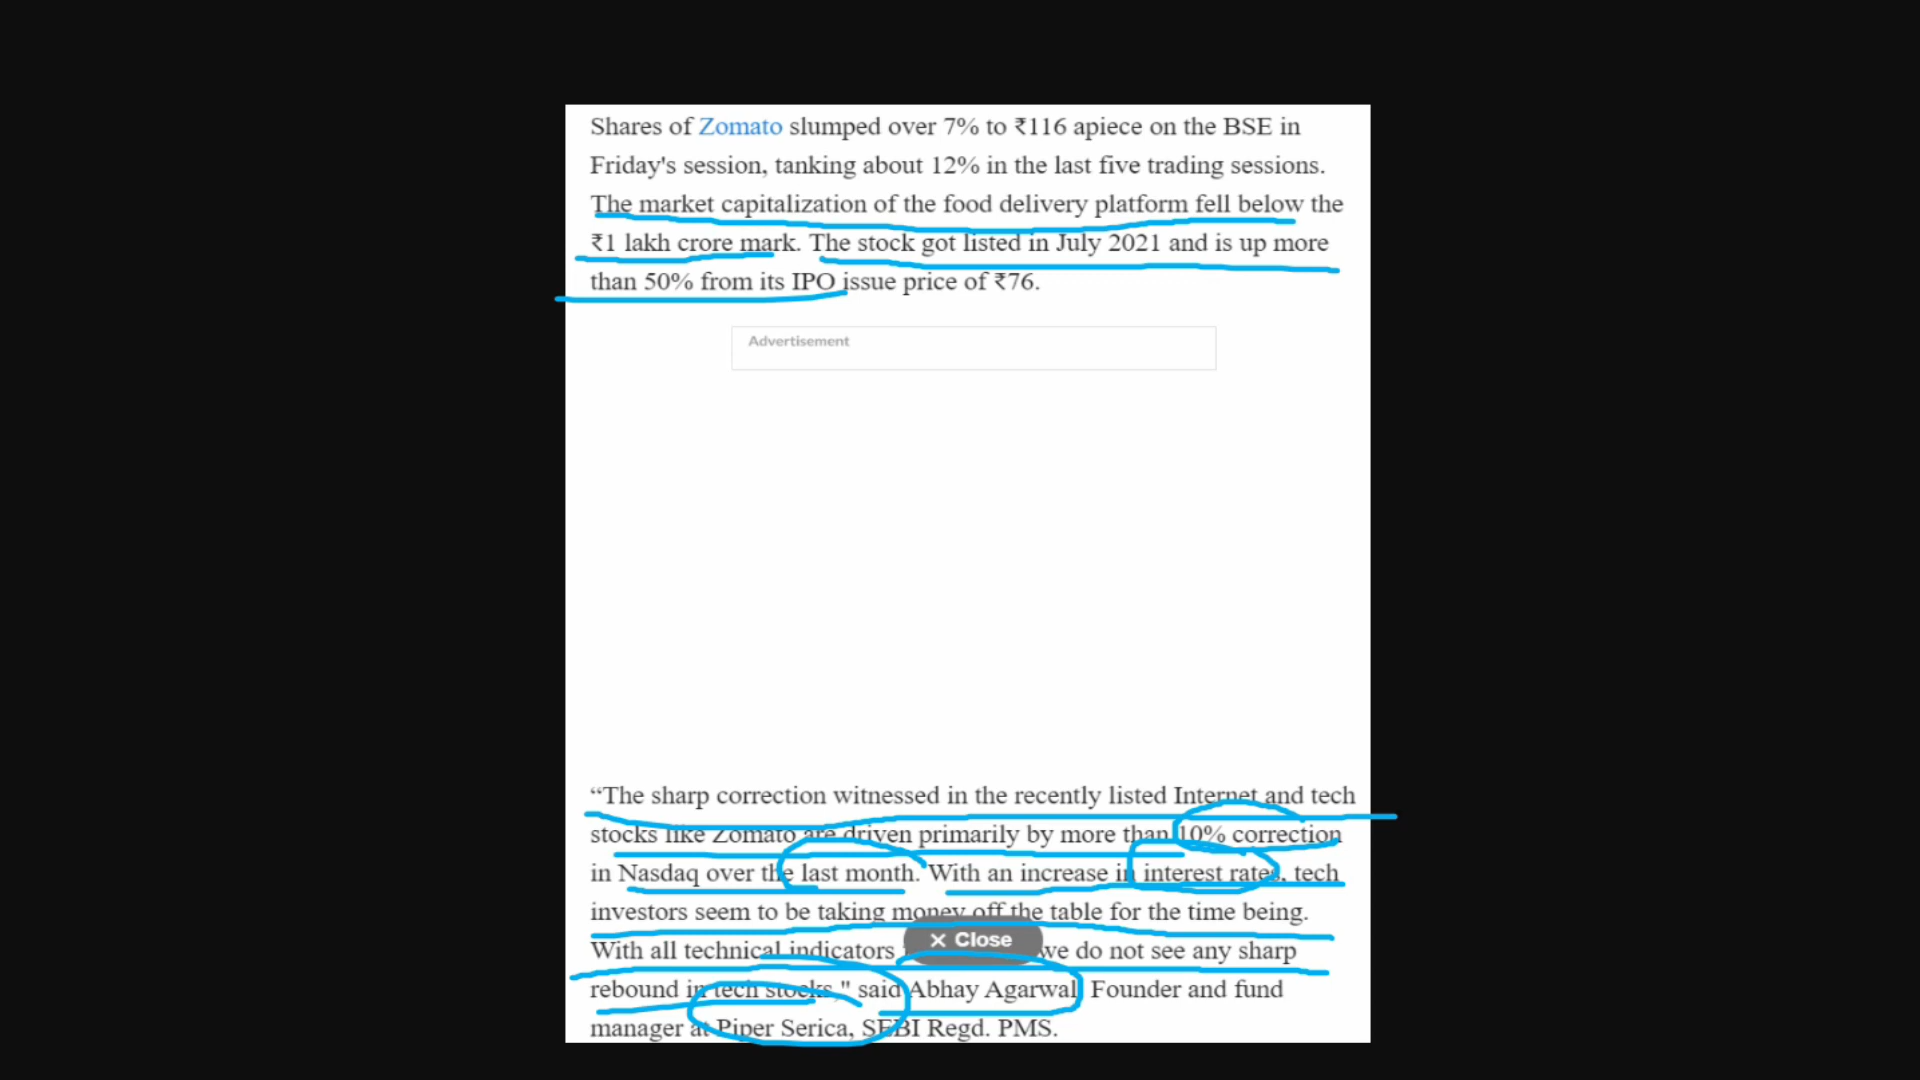 Shares of Zomato slumped over 7% to ₹116 apiece on the BSE in
Friday's session, tanking about 12% in the last five trading sessions.
The market capitalization of the food delivery platform fell below the
₹1 lakh crore mark. The stock got listed in July 2021 and is up more
than 50% from its IPO issue price of ₹76.
Advertisement
“The sharp correction witnessed in the recently listed Internet and tech
stocks like Zomato are driven primarily by more than 10% correction
in Nasdaq over the last month. With an increase in interest rates, tech
investors seem to be taking money off the table for the time being.
With all technical indicators we do not see any sharp
× Close
rebound in tech stocks," said Abhay Agarwal, Founder and fund
manager at Piper Serica, SEBI Regd. PMS.